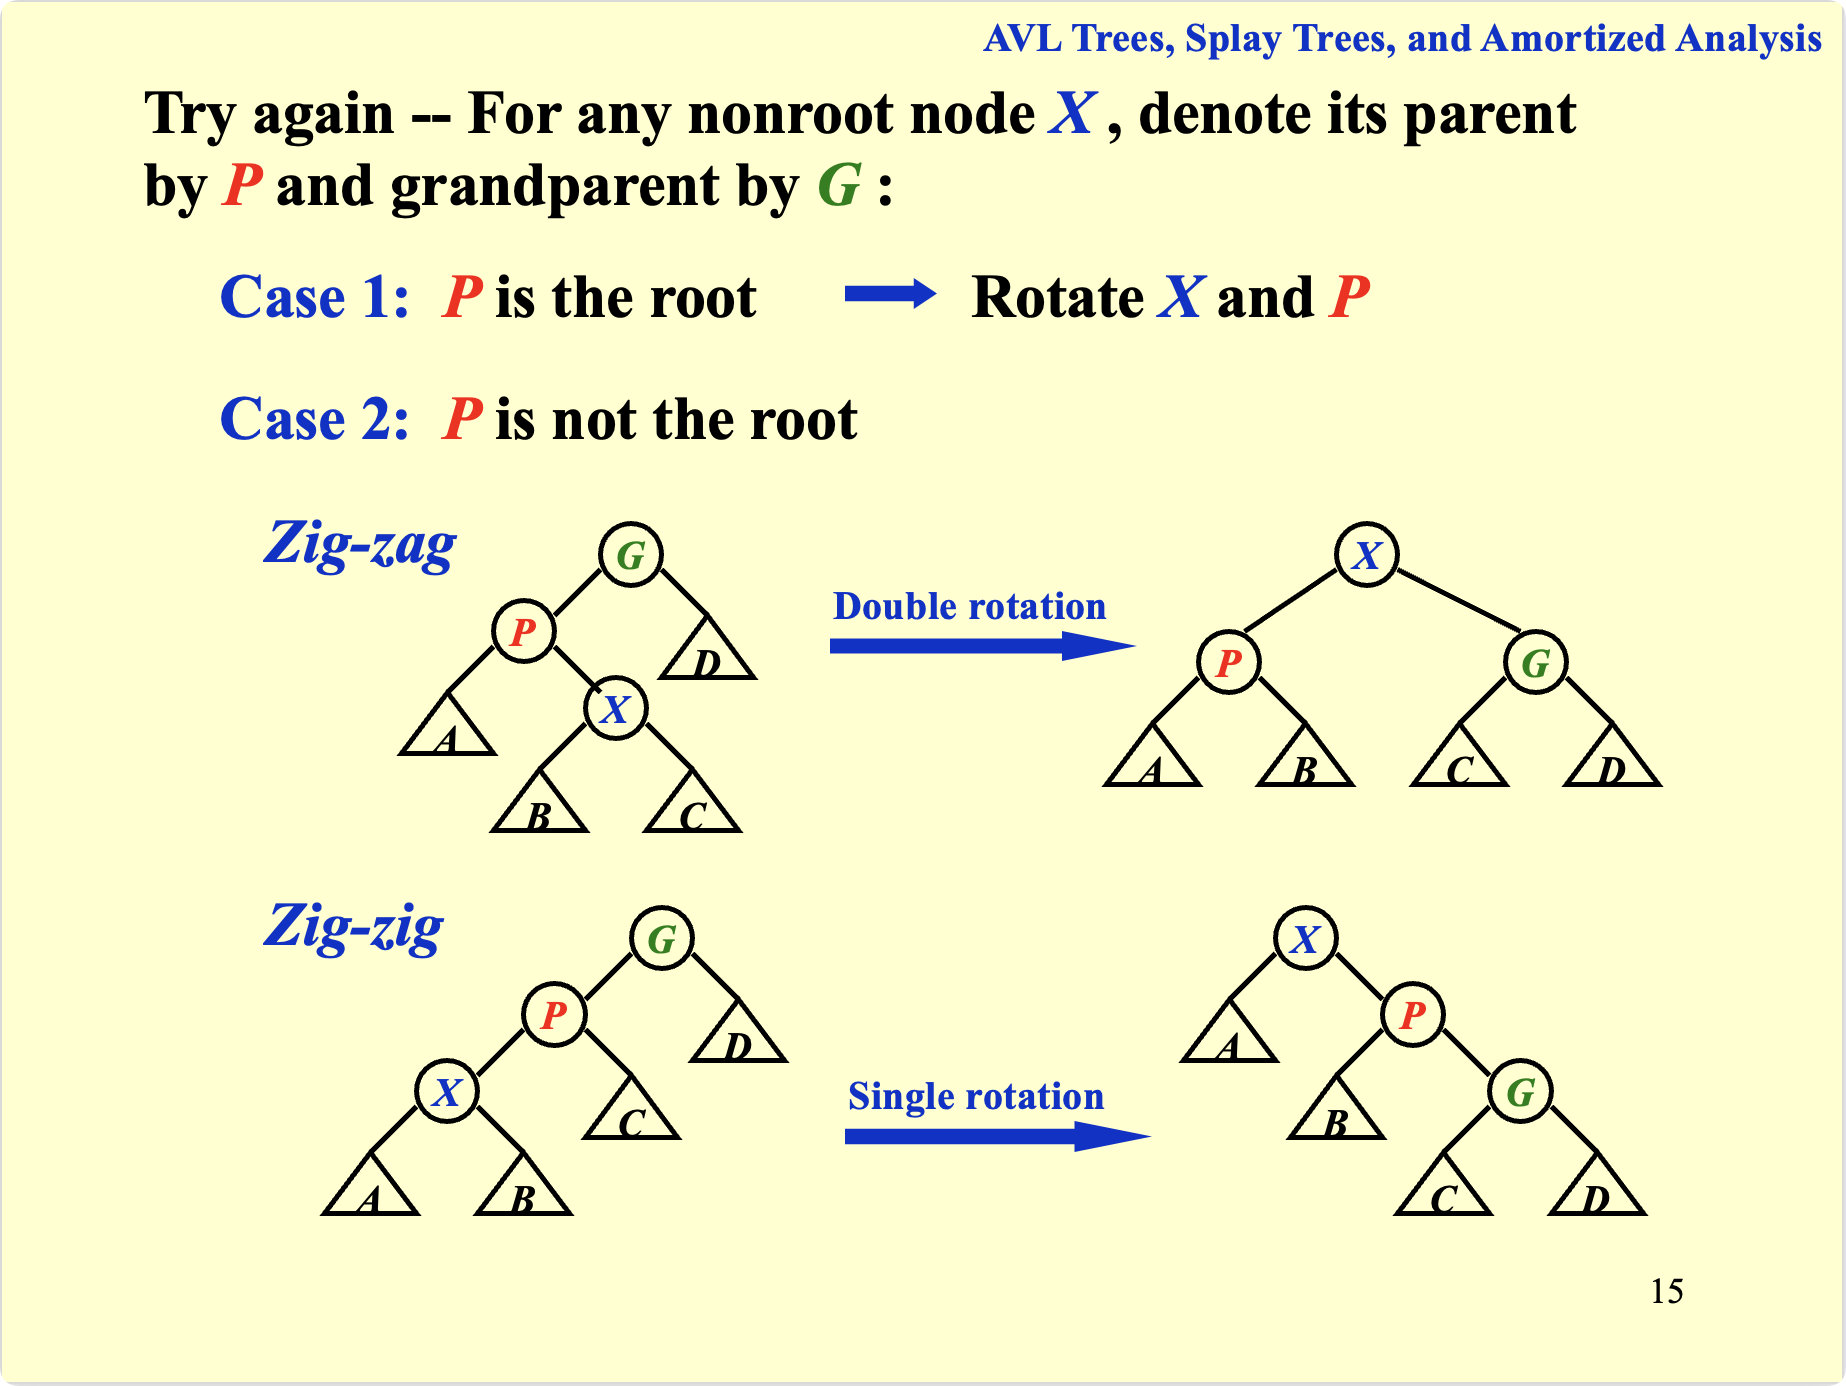 AVL Trees, Splay Trees, and Amortized Analysis
Try again -- For any nonroot node X , denote its parent
by P and grandparent by G :
Case 1: P is the root Rotate X and P
Case 2: P is not the root
Zig-zag
G
P
D
X
A
B
C
Double rotation
X
P
G
A
B
C
D
Zig-zig
G
P
D
X
C
A
B
Single rotation
X
A
P
B
G
C
D
15